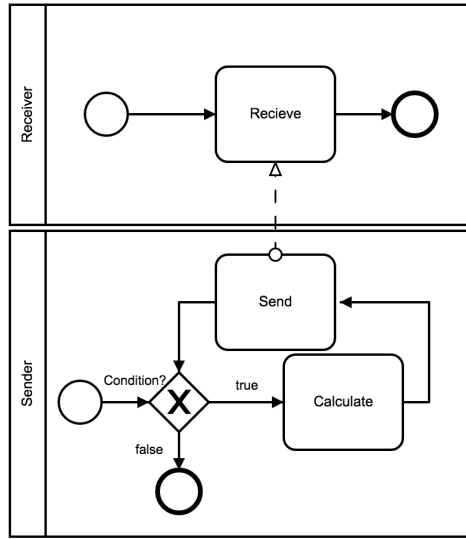 Receiver
Recieve
Sender
Send
Condition?
true
Calculate
false